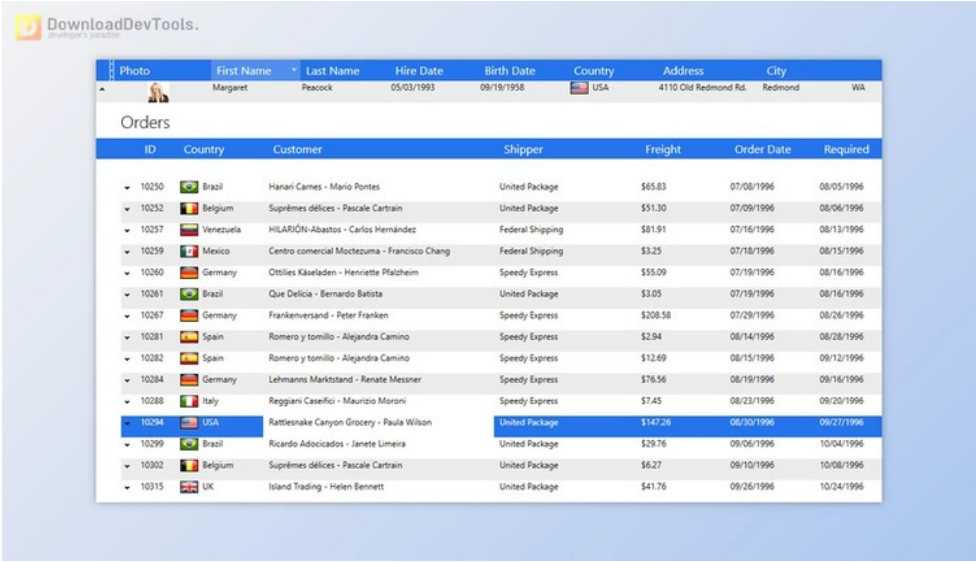 DownloadDevTools.
developer's paradise
Photo First Name Last Name Hire Date Birth Date Country Address City
Margaret Peacock 05/03/1993 09/19/1958 USA 4110 Old Redmond Rd. Redmond WA
Orders
ID Country Customer Shipper Freight Order Date Required
10250 Brazil Hanari Carnes - Mario Pontes United Package $65.83 07/08/1996 08/05/1996
10252 Belgium Suprêmes délices - Pascale Cartrain United Package $51.30 07/09/1996 08/06/1996
10257 Venezuela HILARIÓN-Abastos - Carlos Hernández Federal Shipping $81.91 07/16/1996 08/13/1996
10259 Mexico Centro comercial Moctezuma - Francisco Chang Federal Shipping $3.25 07/18/1996 08/15/1996
10260 Germany Ottilies Käseladen - Henriette Pfalzheim Speedy Express $55.09 07/19/1996 08/16/1996
10261 Brazil Que Delícia - Bernardo Batista United Package $3.05 07/19/1996 08/16/1996
10267 Germany Frankenversand - Peter Franken Speedy Express $208.58 07/29/1996 08/26/1996
10281 Spain Romero y tomillo - Alejandra Camino Speedy Express $2.94 08/14/1996 08/28/1996
10282 Spain Romero y tomillo - Alejandra Camino Speedy Express $12.69 08/15/1996 09/12/1996
10284 Germany Lehmanns Marktstand - Renate Messner Speedy Express $76.56 08/19/1996 09/16/1996
10288 Italy Reggiani Caseifici - Maurizio Moroni Speedy Express $7.45 08/23/1996 09/20/1996
10294 USA Rattlesnake Canyon Grocery - Paula Wilson United Package $147.26 08/30/1996 09/27/1996
10299 Brazil Ricardo Adocicados - Janete Limeira United Package $29.76 09/06/1996 10/04/1996
10302 Belgium Suprêmes délices - Pascale Cartrain United Package $6.27 09/10/1996 10/08/1996
10315 UK Island Trading - Helen Bennett United Package $41.76 09/26/1996 10/24/1996